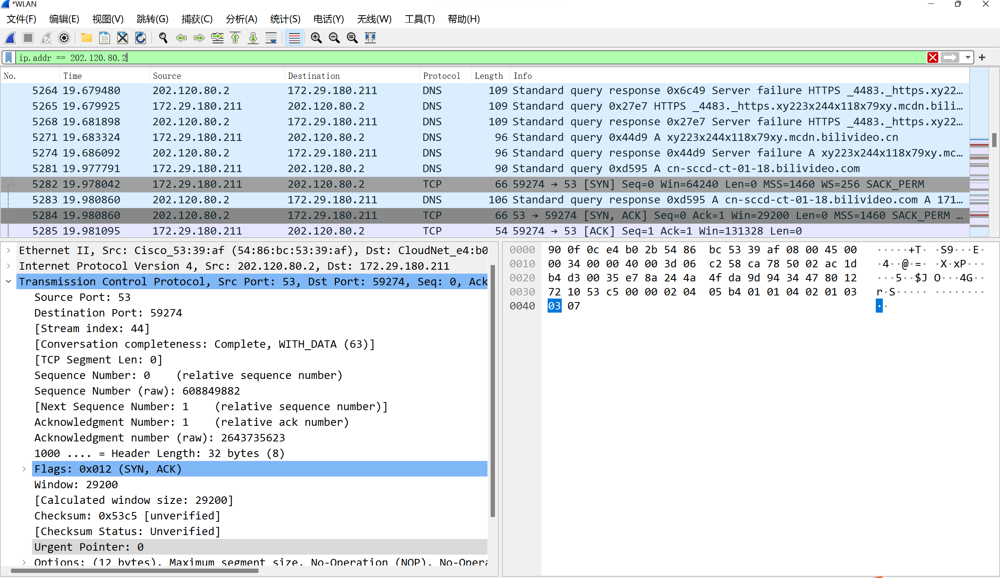 *WLAN
文件(F) 编辑(E) 视图(V) 跳转(G) 捕获(C) 分析(A) 统计(S) 电话(Y) 无线(W) 工具(T) 帮助(H)
ip.addr == 202.120.80.2
No. Time Source Destination Protocol Length Info
5264 19.679480 202.120.80.2 172.29.180.211 DNS 109 Standard query response 0x6c49 Server failure HTTPS _4483._https.xy22…
5265 19.679925 172.29.180.211 202.120.80.2 DNS 109 Standard query 0x27e7 HTTPS _4483._https.xy223x244x118x79xy.mcdn.bili…
5268 19.681898 202.120.80.2 172.29.180.211 DNS 109 Standard query response 0x27e7 Server failure HTTPS _4483._https.xy22…
5271 19.683324 172.29.180.211 202.120.80.2 DNS 96 Standard query 0x44d9 A xy223x244x118x79xy.mcdn.bilivideo.cn
5274 19.686092 202.120.80.2 172.29.180.211 DNS 96 Standard query response 0x44d9 Server failure A xy223x244x118x79xy.mc…
5281 19.977791 172.29.180.211 202.120.80.2 DNS 90 Standard query 0xd595 A cn-sccd-ct-01-18.bilivideo.com
5282 19.978042 172.29.180.211 202.120.80.2 TCP 66 59274 → 53 [SYN] Seq=0 Win=64240 Len=0 MSS=1460 WS=256 SACK_PERM
5283 19.980860 202.120.80.2 172.29.180.211 DNS 106 Standard query response 0xd595 A cn-sccd-ct-01-18.bilivideo.com A 171…
5284 19.980860 202.120.80.2 172.29.180.211 TCP 66 53 → 59274 [SYN, ACK] Seq=0 Ack=1 Win=29200 Len=0 MSS=1460 SACK_PERM …
5285 19.981095 172.29.180.211 202.120.80.2 TCP 54 59274 → 53 [ACK] Seq=1 Ack=1 Win=131328 Len=0
Ethernet II, Src: Cisco_53:39:af (54:86:bc:53:39:af), Dst: CloudNet_e4:b0
Internet Protocol Version 4, Src: 202.120.80.2, Dst: 172.29.180.211
Transmission Control Protocol, Src Port: 53, Dst Port: 59274, Seq: 0, Ack
Source Port: 53
Destination Port: 59274
[Stream index: 44]
[Conversation completeness: Complete, WITH_DATA (63)]
[TCP Segment Len: 0]
Sequence Number: 0    (relative sequence number)
Sequence Number (raw): 608849882
[Next Sequence Number: 1    (relative sequence number)]
Acknowledgment Number: 1    (relative ack number)
Acknowledgment number (raw): 2643735623
1000 .... = Header Length: 32 bytes (8)
Flags: 0x012 (SYN, ACK)
Window: 29200
[Calculated window size: 29200]
Checksum: 0x53c5 [unverified]
[Checksum Status: Unverified]
Urgent Pointer: 0
Options: (12 bytes), Maximum segment size, No-Operation (NOP), No-Opera
0000 90 0f 0c e4 b0 2b 54 86 bc 53 39 af 08 00 45 00 ·····+T· ·S9···E·
0010 00 34 00 00 40 00 3d 06 c2 58 ca 78 50 02 ac 1d ·4··@·=· ·X·xP···
0020 b4 d3 00 35 e7 8a 24 4a 4f da 9d 94 34 47 80 12 ···5··$J O···4G··
0030 72 10 53 c5 00 00 02 04 05 b4 01 01 04 02 01 03 r·S····· ········
0040 03 07 ··